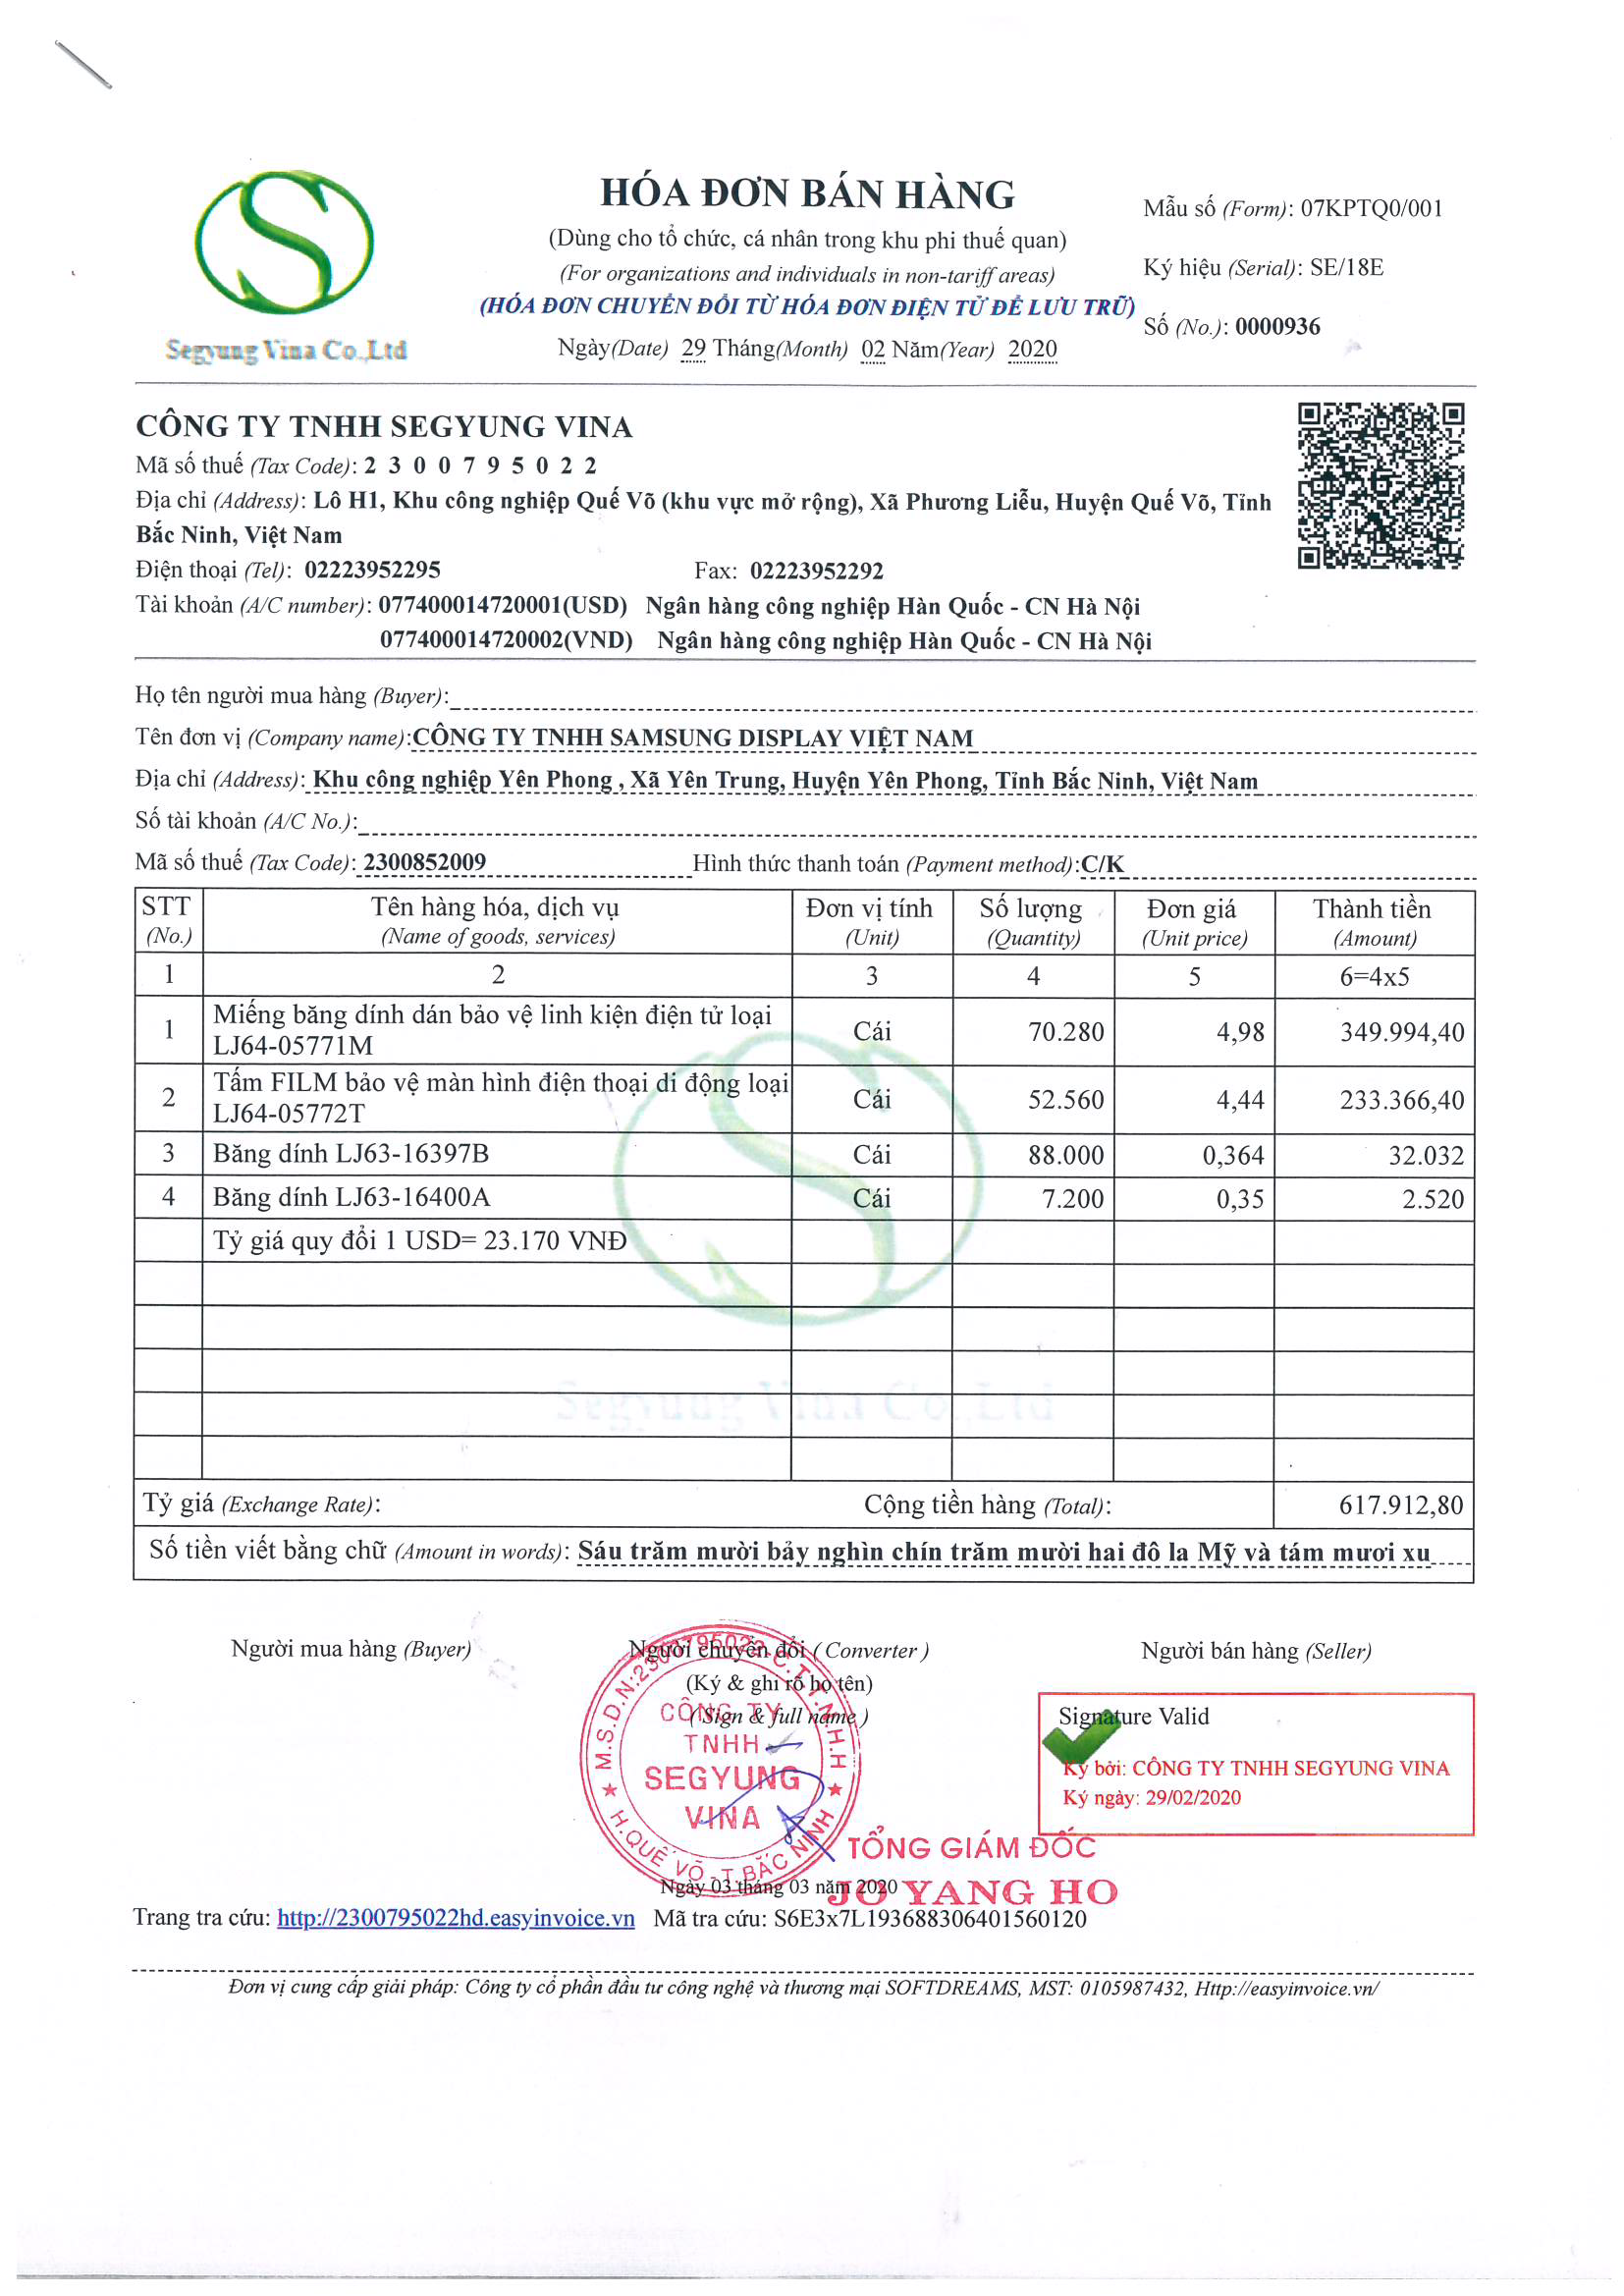 HÓA ĐƠN BÁN HÀNG
(Dùng cho tổ chức, cá nhân trong khu phi thuế quan)
(For organizations and individuals in non-tariff areas)
(HÓA ĐƠN CHUYỂN ĐỔI TỪ HÓA ĐƠN ĐIỆN TỬ ĐỂ LƯU TRỮ)
Ngày(Date) 29 Tháng(Month) 02 Năm(Year) 2020
Mẫu số (Form): 07KPTQ0/001
Ký hiệu (Serial): SE/18E
Số (No.): 0000936
Segyung Vina Co.,Ltd
CÔNG TY TNHH SEGYUNG VINA
Mã số thuế (Tax Code): 2 3 0 0 7 9 5 0 2 2
Địa chỉ (Address): Lô H1, Khu công nghiệp Quế Võ (khu vực mở rộng), Xã Phương Liễu, Huyện Quế Võ, Tỉnh
Bắc Ninh, Việt Nam
Điện thoại (Tel): 02223952295 Fax: 02223952292
Tài khoản (A/C number): 077400014720001(USD) Ngân hàng công nghiệp Hàn Quốc - CN Hà Nội
077400014720002(VND) Ngân hàng công nghiệp Hàn Quốc - CN Hà Nội
Họ tên người mua hàng (Buyer):
Tên đơn vị (Company name):CÔNG TY TNHH SAMSUNG DISPLAY VIỆT NAM
Địa chỉ (Address): Khu công nghiệp Yên Phong , Xã Yên Trung, Huyện Yên Phong, Tỉnh Bắc Ninh, Việt Nam
Số tài khoản (A/C No.):
Mã số thuế (Tax Code): 2300852009 Hình thức thanh toán (Payment method):C/K
STT Tên hàng hóa, dịch vụ Đơn vị tính Số lượng Đơn giá Thành tiền
(No.) (Name of goods, services) (Unit) (Quantity) (Unit price) (Amount)
1 2 3 4 5 6=4x5
1 Miếng băng dính dán bảo vệ linh kiện điện tử loại Cái 70.280 4,98 349.994,40
LJ64-05771M
2 Tấm FILM bảo vệ màn hình điện thoại di động loại Cái 52.560 4,44 233.366,40
LJ64-05772T
3 Băng dính LJ63-16397B Cái 88.000 0,364 32.032
4 Băng dính LJ63-16400A Cái 7.200 0,35 2.520
Tỷ giá quy đổi 1 USD= 23.170 VNĐ
Segyung Vina Co.,Ltd
Tỷ giá (Exchange Rate): Cộng tiền hàng (Total): 617.912,80
Số tiền viết bằng chữ (Amount in words): Sáu trăm mười bảy nghìn chín trăm mười hai đô la Mỹ và tám mươi xu
Người mua hàng (Buyer) Người chuyển đổi ( Converter ) Người bán hàng (Seller)
(Ký & ghi rõ họ tên)
( Sign & full name )
M.S.D.N:2300795022-C.T.T.N.H.H
CÔNG TY
TNHH
SEGYUNG
VINA
H.QUẾ VÕ - T.BẮC NINH
Signature Valid
Ký bởi: CÔNG TY TNHH SEGYUNG VINA
Ký ngày: 29/02/2020
TỔNG GIÁM ĐỐC
JO YANG HO
Ngày 03 tháng 03 năm 2020
Trang tra cứu: http://2300795022hd.easyinvoice.vn Mã tra cứu: S6E3x7L193688306401560120
Đơn vị cung cấp giải pháp: Công ty cổ phần đầu tư công nghệ và thương mại SOFTDREAMS, MST: 0105987432, Http://easyinvoice.vn/